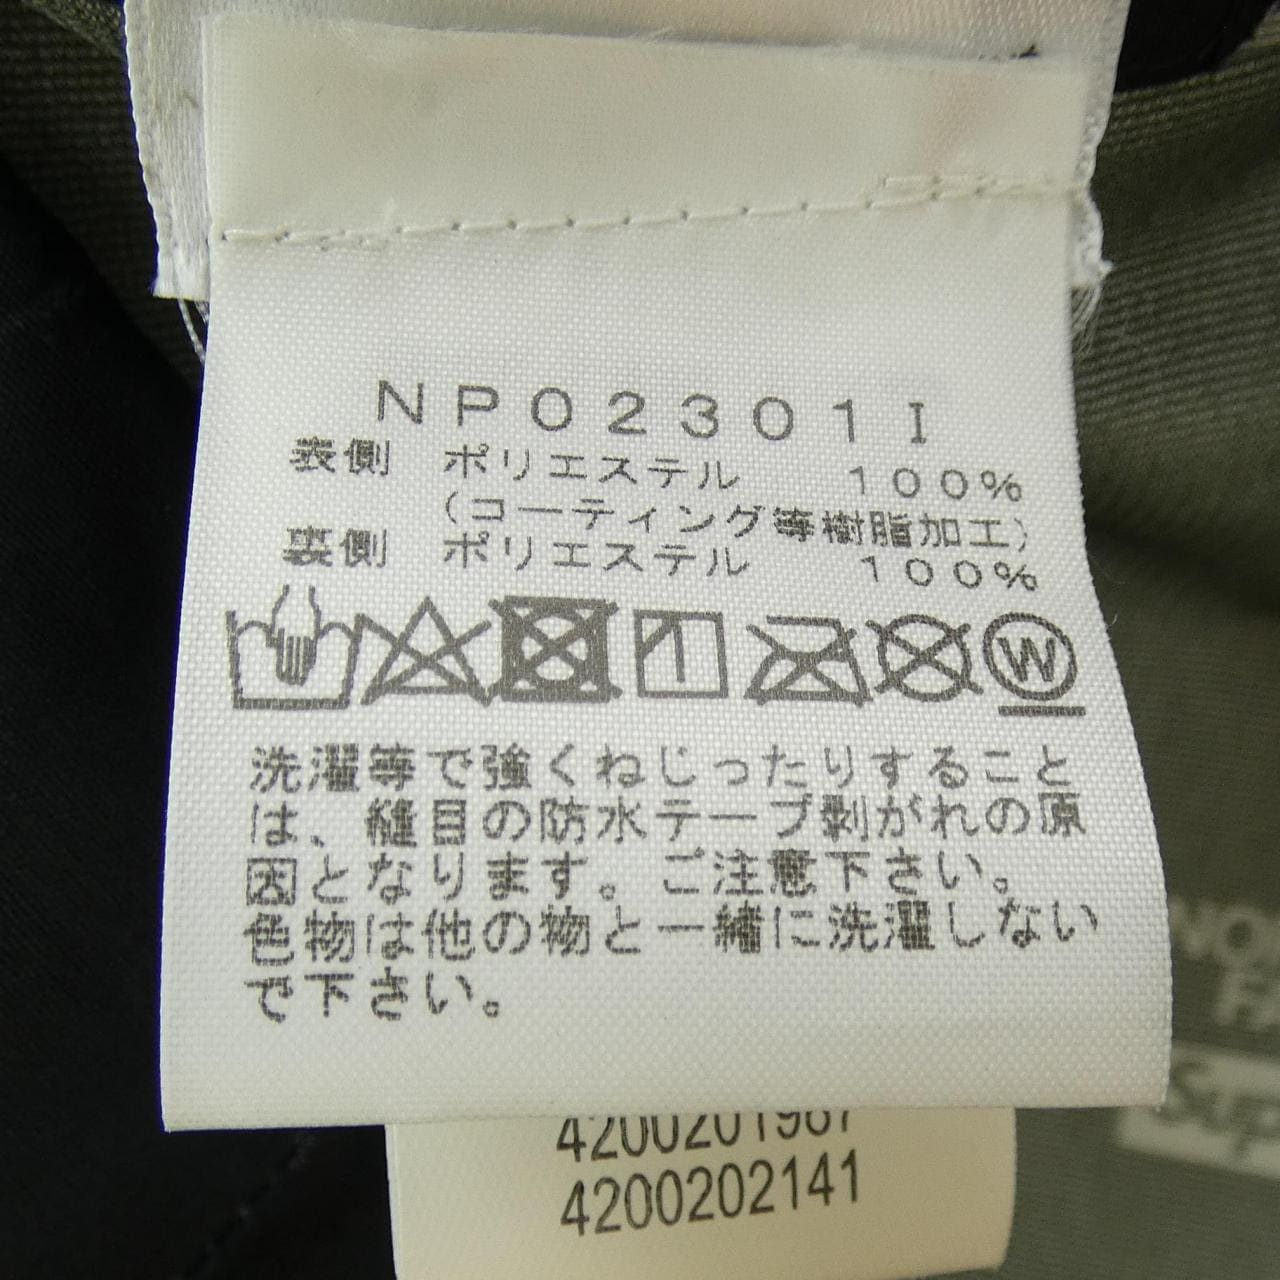 NP02301I
表側 ポリエステル 100%
(コーティング等樹脂加工)
裏側 ポリエステル 100%
W
洗濯等で強くねじったりすること
は、縫目の防水テープ剥がれの原
因となります。ご注意下さい。
色物は他の物と一緒に洗濯しない
で下さい。
4200201987
4200202141